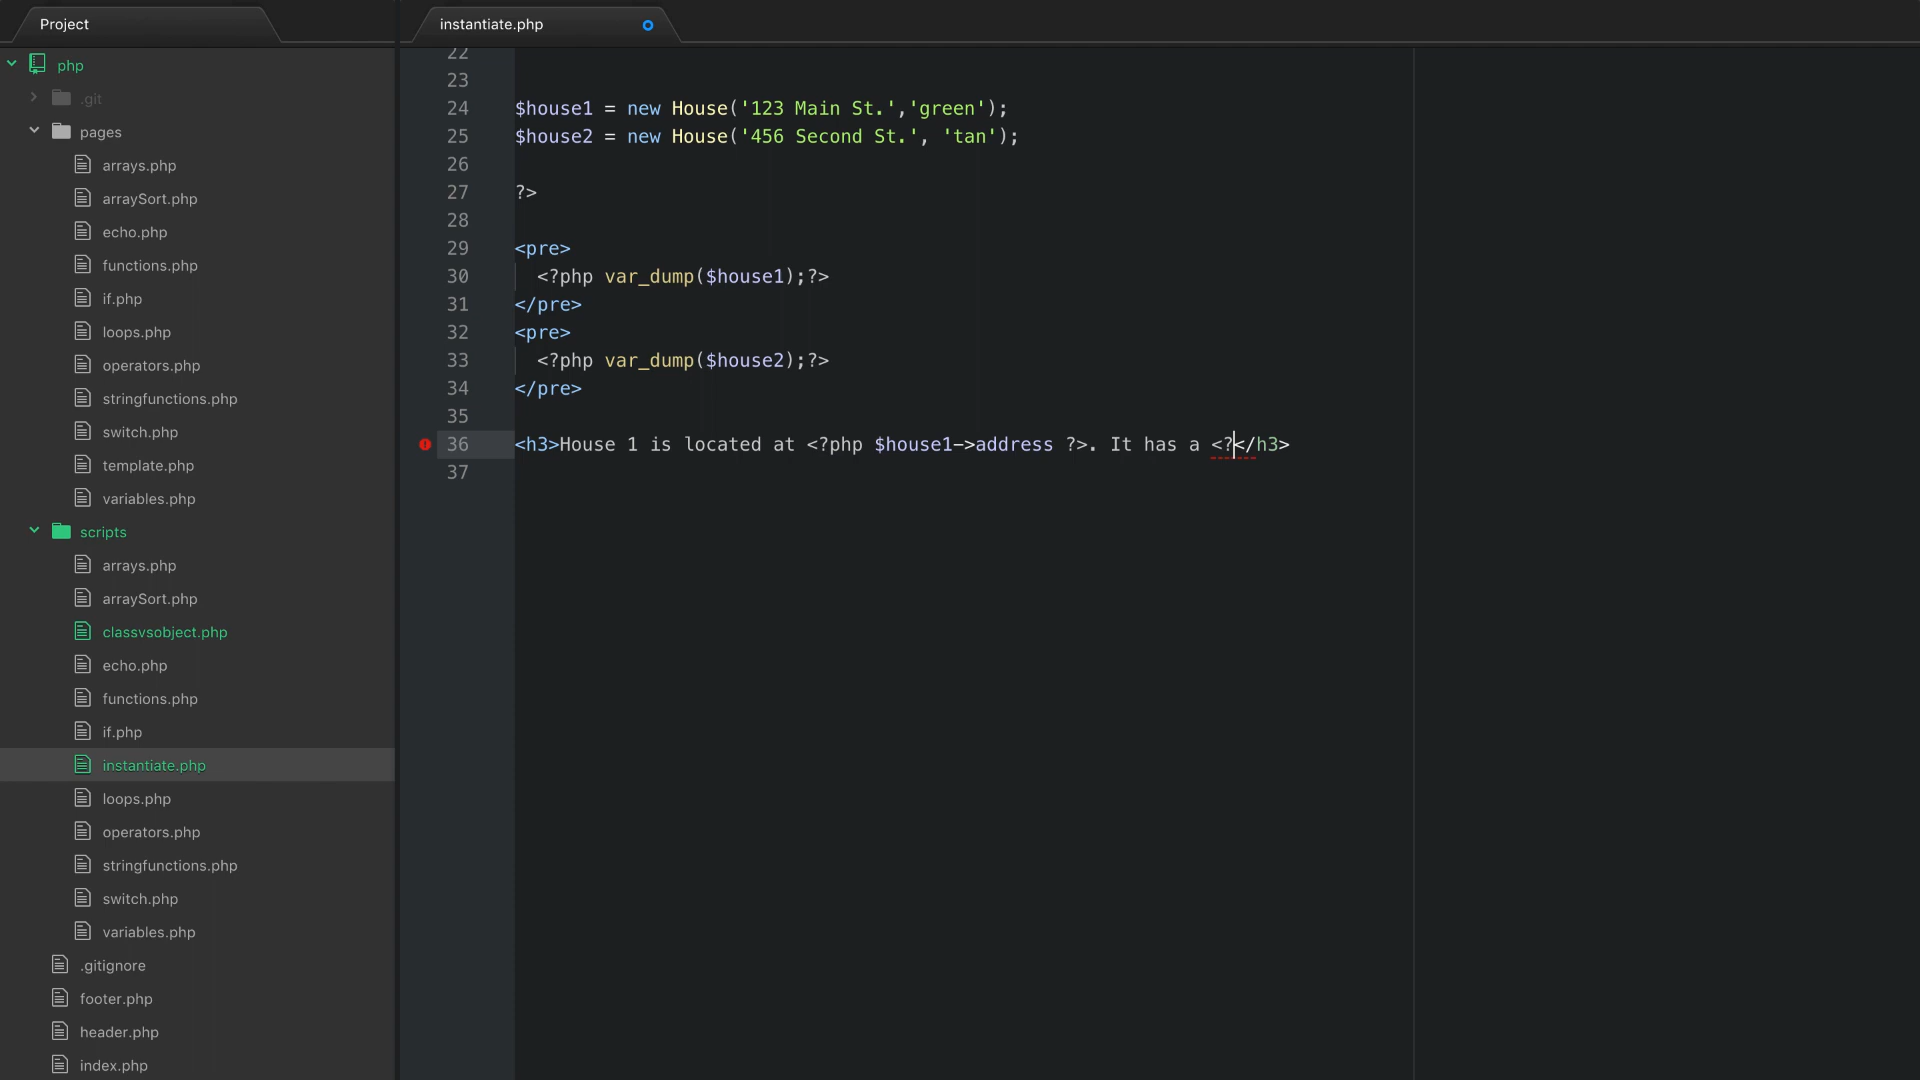 Project
php
.git
pages
arrays.php
arraySort.php
echo.php
functions.php
if.php
loops.php
operators.php
stringfunctions.php
switch.php
template.php
variables.php
scripts
arrays.php
arraySort.php
classvsobject.php
echo.php
functions.php
if.php
instantiate.php
loops.php
operators.php
stringfunctions.php
switch.php
variables.php
.gitignore
footer.php
header.php
index.php
instantiate.php
22
23
24 $house1 = new House('123 Main St.','green');
25 $house2 = new House('456 Second St.', 'tan');
26
27 ?>
28
29 <pre>
30 <?php var_dump($house1);?>
31 </pre>
32 <pre>
33 <?php var_dump($house2);?>
34 </pre>
35
36 <h3>House 1 is located at <?php $house1->address ?>. It has a <?</h3>
37